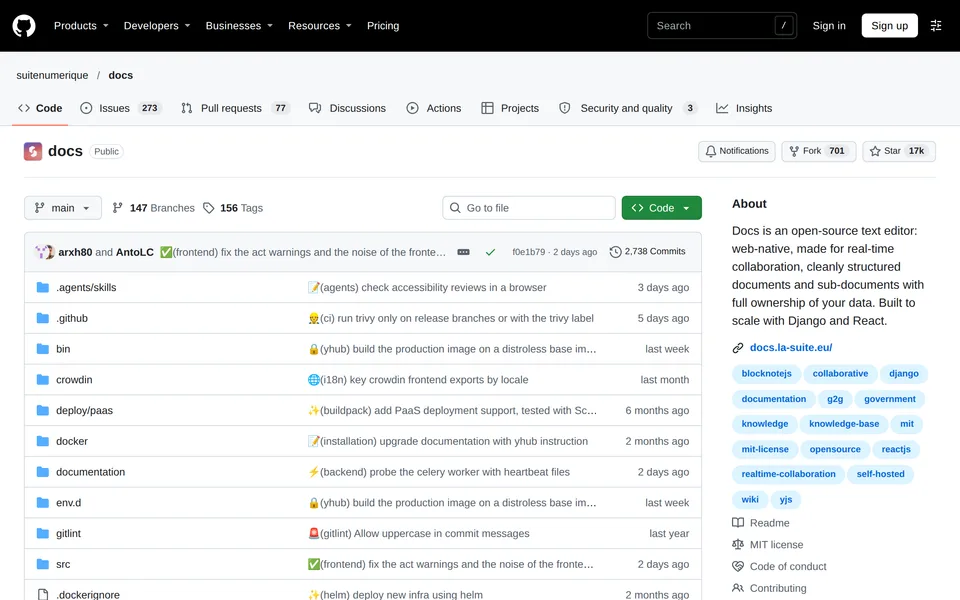 Products Developers Businesses Resources Pricing Search / Sign in Sign up
suitenumerique / docs
Code Issues 273 Pull requests 77 Discussions Actions Projects Security and quality 3 Insights
docs Public Notifications Fork 701 Star 17k
main 147 Branches 156 Tags Go to file Code
arxh80 and AntoLC ✅(frontend) fix the act warnings and the noise of the fronte… f0e1b79 · 2 days ago 2,738 Commits
.agents/skills 📝(agents) check accessibility reviews in a browser 3 days ago
.github 👷(ci) run trivy only on release branches or with the trivy label 5 days ago
bin 🔒(yhub) build the production image on a distroless base im… last week
crowdin 🌐(i18n) key crowdin frontend exports by locale last month
deploy/paas ✨(buildpack) add PaaS deployment support, tested with Sc… 6 months ago
docker 📝(installation) upgrade documentation with yhub instruction 2 months ago
documentation ⚡(backend) probe the celery worker with heartbeat files 2 days ago
env.d 🔒(yhub) build the production image on a distroless base im… last week
gitlint 🚨(gitlint) Allow uppercase in commit messages last year
src ✅(frontend) fix the act warnings and the noise of the fronte… 2 days ago
.dockerignore ✨(helm) deploy new infra using helm 2 months ago
About
Docs is an open-source text editor:
web-native, made for real-time
collaboration, cleanly structured
documents and sub-documents with
full ownership of your data. Built to
scale with Django and React.
docs.la-suite.eu/
blocknotejs collaborative django
documentation g2g government
knowledge knowledge-base mit
mit-license opensource reactjs
realtime-collaboration self-hosted
wiki yjs
Readme
MIT license
Code of conduct
Contributing